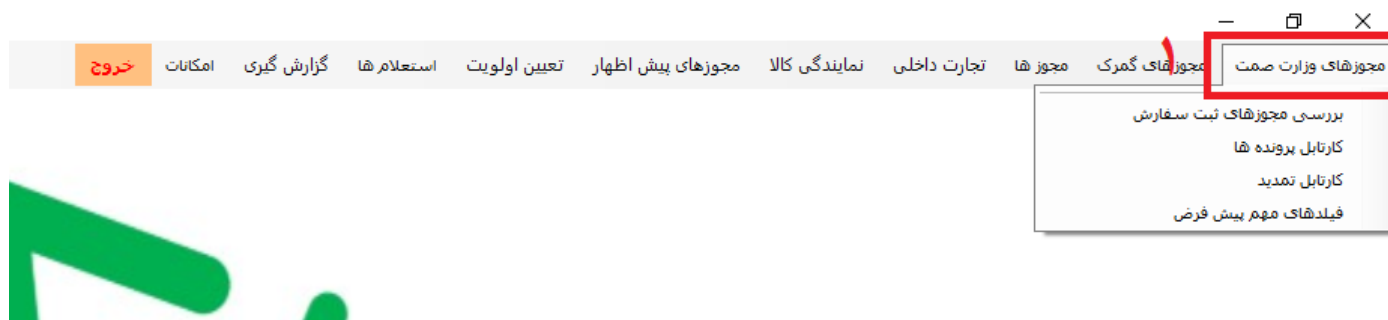 مجوزهای وزارت صمت مجوزهای گمرک مجوز ها تجارت داخلی نمایندگی کالا مجوزهای پیش اظهار تعیین اولویت استعلام ها گزارش گیری امکانات خروج
۱
بررسی مجوزهای ثبت سفارش
کارتابل پرونده ها
کارتابل تمدید
فیلدهای مهم پیش فرض